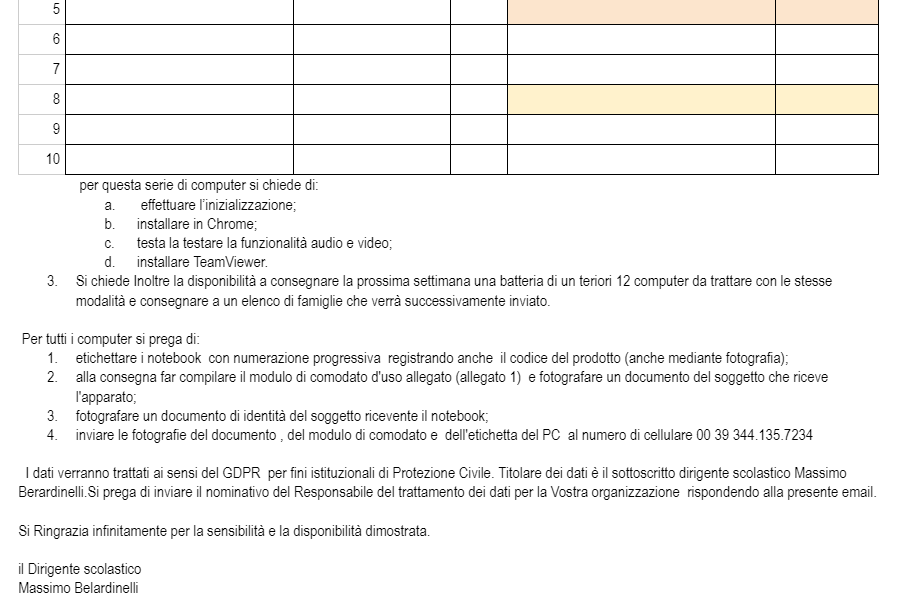 5
6
7
8
9
10
per questa serie di computer si chiede di:
a. effettuare l'inizializzazione;
b. installare in Chrome;
c. testa la testare la funzionalità audio e video;
d. installare TeamViewer.
3. Si chiede Inoltre la disponibilità a consegnare la prossima settimana una batteria di un teriori 12 computer da trattare con le stesse
modalità e consegnare a un elenco di famiglie che verrà successivamente inviato.
Per tutti i computer si prega di:
1. etichettare i notebook con numerazione progressiva registrando anche il codice del prodotto (anche mediante fotografia);
2. alla consegna far compilare il modulo di comodato d'uso allegato (allegato 1) e fotografare un documento del soggetto che riceve
l'apparato;
3. fotografare un documento di identità del soggetto ricevente il notebook;
4. inviare le fotografie del documento , del modulo di comodato e dell'etichetta del PC al numero di cellulare 00 39 344.135.7234
I dati verranno trattati ai sensi del GDPR per fini istituzionali di Protezione Civile. Titolare dei dati è il sottoscritto dirigente scolastico Massimo
Berardinelli.Si prega di inviare il nominativo del Responsabile del trattamento dei dati per la Vostra organizzazione rispondendo alla presente email.
Si Ringrazia infinitamente per la sensibilità e la disponibilità dimostrata.
il Dirigente scolastico
Massimo Belardinelli